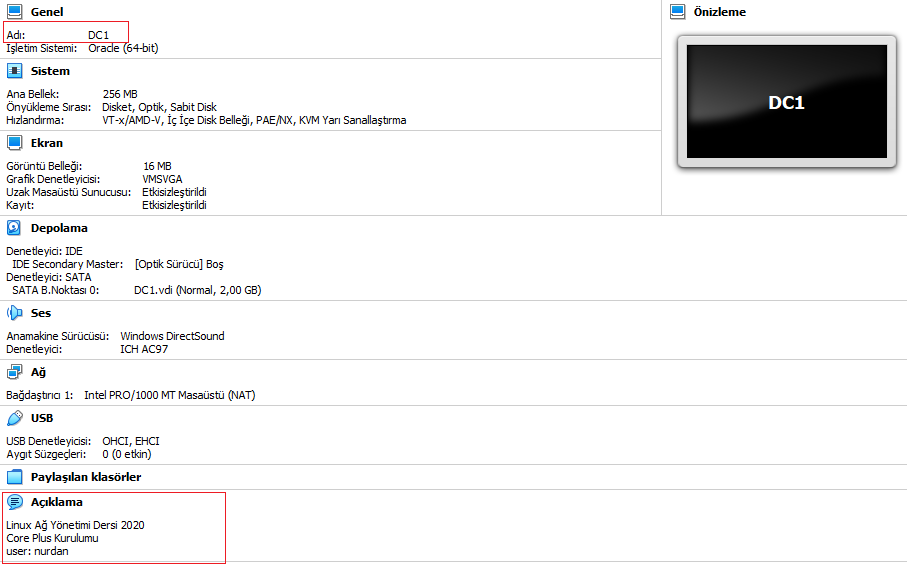 Genel
Adı: DC1
İşletim Sistemi: Oracle (64-bit)
Sistem
Ana Bellek: 256 MB
Önyükleme Sırası: Disket, Optik, Sabit Disk
Hızlandırma: VT-x/AMD-V, İç İçe Disk Belleği, PAE/NX, KVM Yarı Sanallaştırma
Ekran
Görüntü Belleği: 16 MB
Grafik Denetleyicisi: VMSVGA
Uzak Masaüstü Sunucusu: Etkisizleştirildi
Kayıt: Etkisizleştirildi
Önizleme
DC1
Depolama
Denetleyici: IDE
IDE Secondary Master: [Optik Sürücü] Boş
Denetleyici: SATA
SATA B.Noktası 0: DC1.vdi (Normal, 2,00 GB)
Ses
Anamakine Sürücüsü: Windows DirectSound
Denetleyici: ICH AC97
Ağ
Bağdaştırıcı 1: Intel PRO/1000 MT Masaüstü (NAT)
USB
USB Denetleyicisi: OHCI, EHCI
Aygıt Süzgeçleri: 0 (0 etkin)
Paylaşılan klasörler
Açıklama
Linux Ağ Yönetimi Dersi 2020
Core Plus Kurulumu
user: nurdan